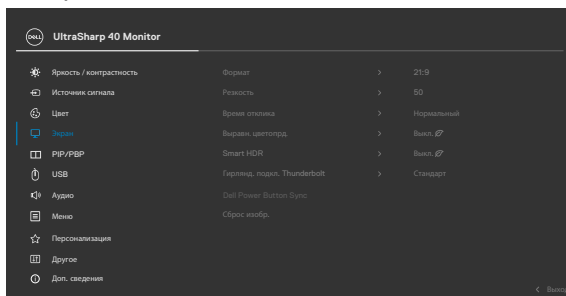 DELL UltraSharp 40 Monitor
Яркость / контрастность Формат > 21:9
Источник сигнала Резкость > 50
Цвет Время отклика > Нормальный
Экран Выравн. цветопрд. > Выкл.
PIP/PBP Smart HDR > Выкл.
USB Гирлянд. подкл. Thunderbolt > Стандарт
Аудио Dell Power Button Sync
Меню Сброс изобр.
Персонализация
Другое
Доп. сведения
< Выход